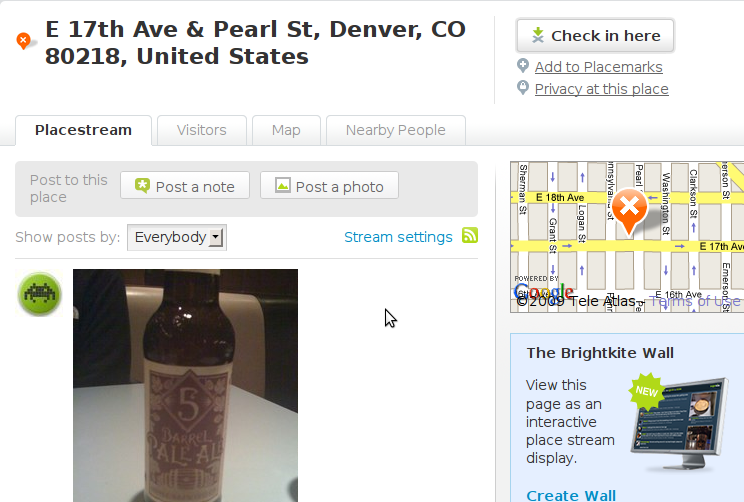 E 17th Ave & Pearl St, Denver, CO
80218, United States
Check in here
Add to Placemarks
Privacy at this place
Placestream
Visitors
Map
Nearby People
Post to this
place
Post a note
Post a photo
Show posts by:
Everybody
Stream settings
5
BARREL
PALE ALE
Sherman St
Grant St
Logan St
Pennsylvania St
Pearl
Washington St
Clarkson St
Emerson St
E 18th Ave
E 17th Ave
E 16th Ave
Emerson St
POWERED BY
Google
©2009 Tele Atlas - Terms of Use
The Brightkite Wall
View this
page as an
interactive
place stream
display.
NEW
Create Wall